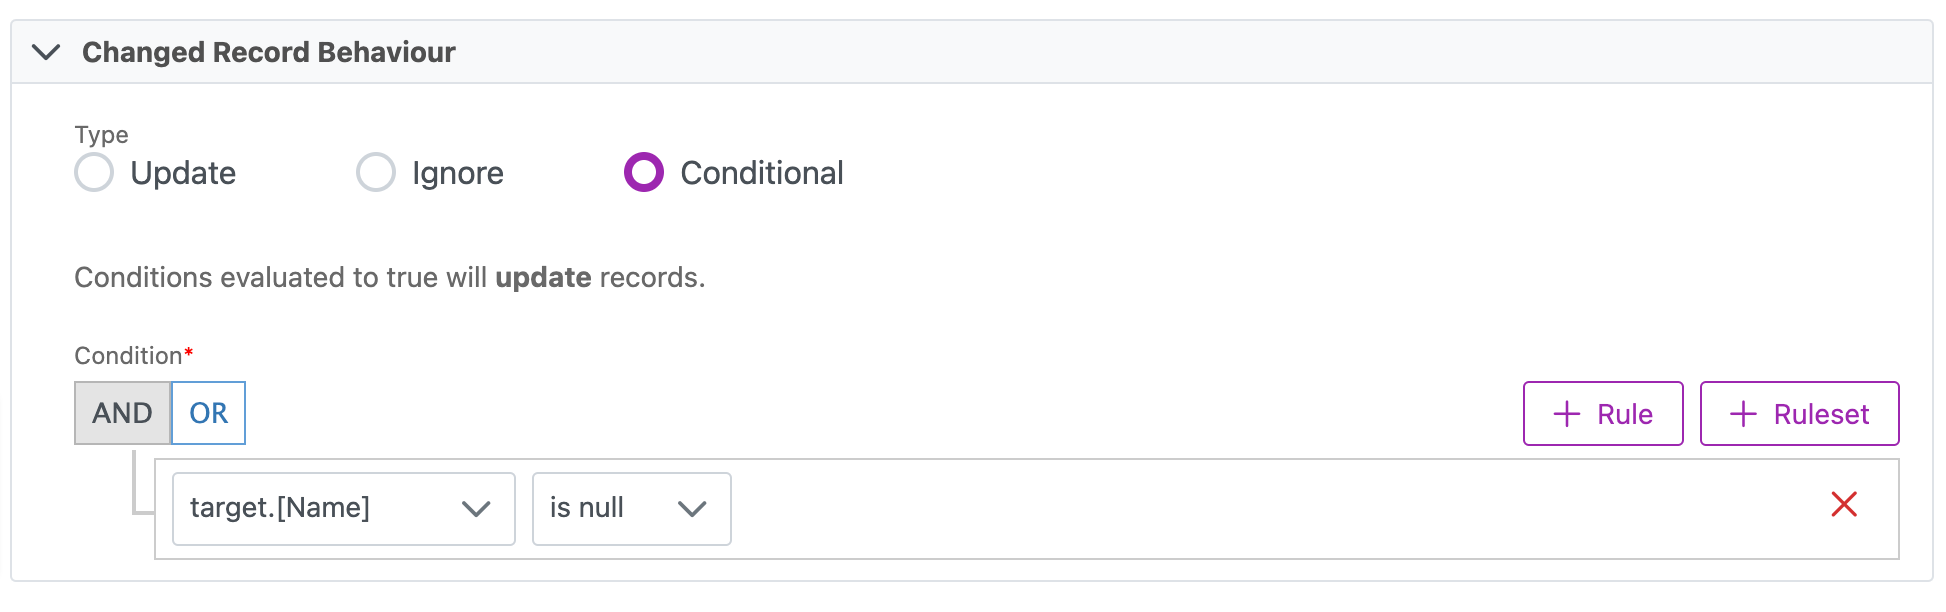 Changed Record Behaviour
Type
Update Ignore Conditional
Conditions evaluated to true will update records.
Condition*
AND OR + Rule + Ruleset
target.[Name] is null